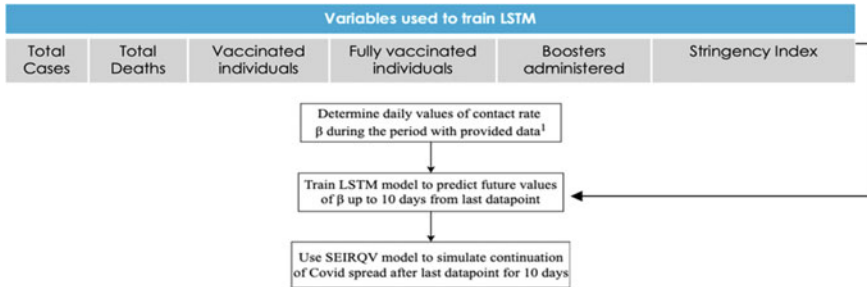 Variables used to train LSTM
Total Cases
Total Deaths
Vaccinated individuals
Fully vaccinated individuals
Boosters administered
Stringency Index
Determine daily values of contact rate
β during the period with provided data¹
Train LSTM model to predict future values
of β up to 10 days from last datapoint
Use SEIRQV model to simulate continuation
of Covid spread after last datapoint for 10 days